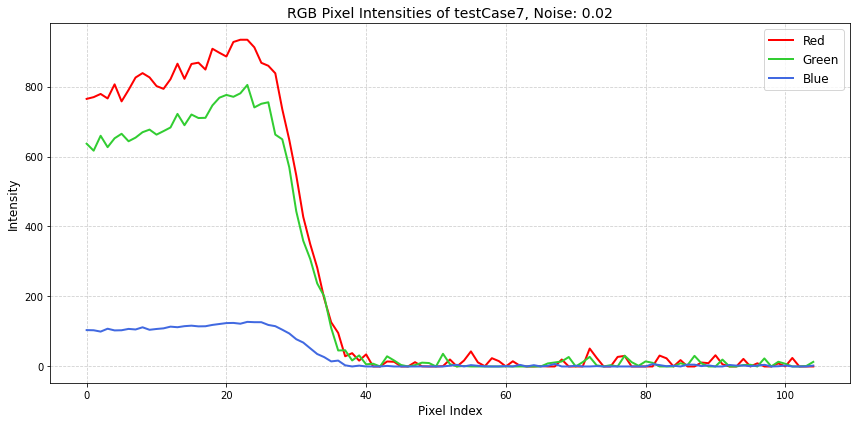 RGB Pixel Intensities of testCase7, Noise: 0.02
Red
Green
Blue
Intensity
800
600
400
200
0
0 20 40 60 80 100
Pixel Index